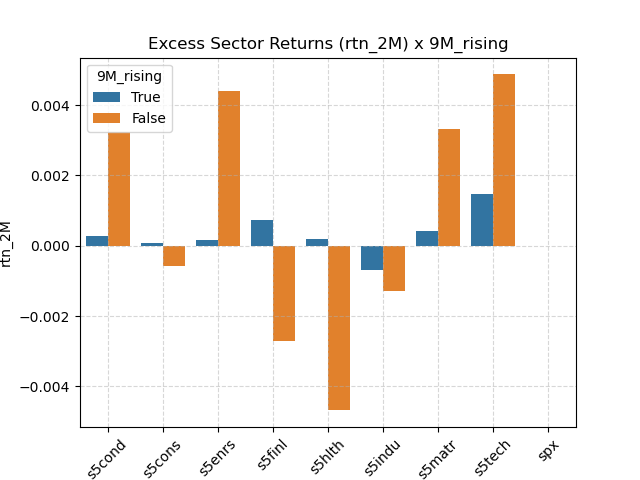 Excess Sector Returns (rtn_2M) x 9M_rising
9M_rising
True
False
0.004
0.002
0.000
−0.002
−0.004
rtn_2M
s5cond
s5cons
s5enrs
s5finl
s5hlth
s5indu
s5matr
s5tech
spx